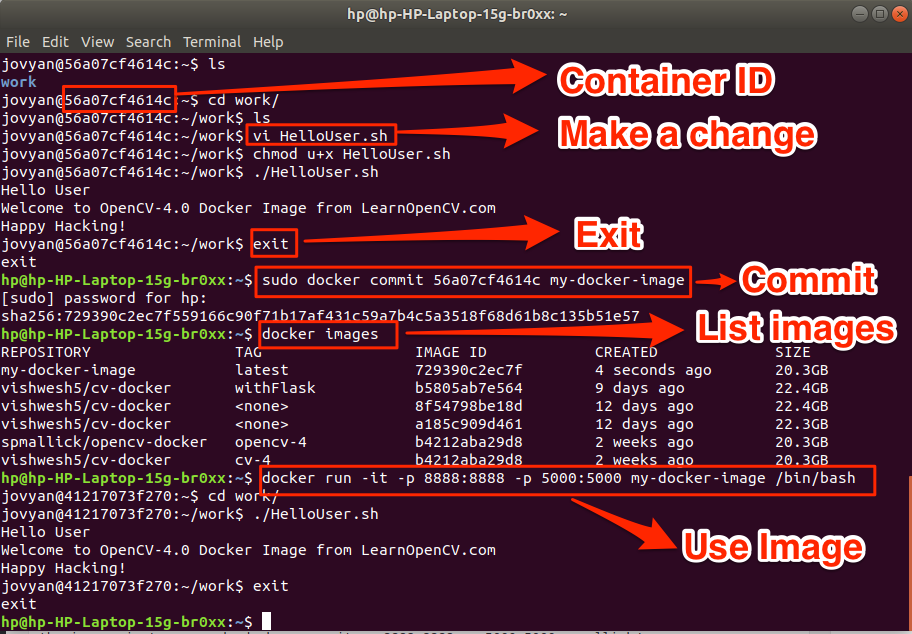 hp@hp-HP-Laptop-15g-br0xx: ~
File Edit View Search Terminal Help
jovyan@56a07cf4614c:~$ ls
work
Container ID
jovyan@56a07cf4614c:~$ cd work/
jovyan@56a07cf4614c:~/work$ ls
jovyan@56a07cf4614c:~/work$ vi HelloUser.sh
Make a change
jovyan@56a07cf4614c:~/work$ chmod u+x HelloUser.sh
jovyan@56a07cf4614c:~/work$ ./HelloUser.sh
Hello User
Welcome to OpenCV-4.0 Docker Image from LearnOpenCV.com
Happy Hacking!
jovyan@56a07cf4614c:~/work$ exit
Exit
exit
hp@hp-HP-Laptop-15g-br0xx:~$ sudo docker commit 56a07cf4614c my-docker-image
Commit
[sudo] password for hp:
sha256:729390c2ec7f559166c90f71b17af431c59a7b4c5a3518f68d61b8c135b51e57
hp@hp-HP-Laptop-15g-br0xx:~$ docker images
List images
REPOSITORY TAG IMAGE ID CREATED SIZE
my-docker-image latest 729390c2ec7f 4 seconds ago 20.3GB
vishwesh5/cv-docker withFlask b5805ab7e564 9 days ago 22.4GB
vishwesh5/cv-docker <none> 8f54798be18d 12 days ago 22.4GB
vishwesh5/cv-docker <none> a185c909d461 12 days ago 22.3GB
spmallick/opencv-docker opencv-4 b4212aba29d8 2 weeks ago 20.3GB
vishwesh5/cv-docker cv-4 b4212aba29d8 2 weeks ago 20.3GB
hp@hp-HP-Laptop-15g-br0xx:~$ docker run -it -p 8888:8888 -p 5000:5000 my-docker-image /bin/bash
jovyan@41217073f270:~$ cd work/
jovyan@41217073f270:~/work$ ./HelloUser.sh
Hello User
Use Image
Welcome to OpenCV-4.0 Docker Image from LearnOpenCV.com
Happy Hacking!
jovyan@41217073f270:~/work$ exit
exit
hp@hp-HP-Laptop-15g-br0xx:~$